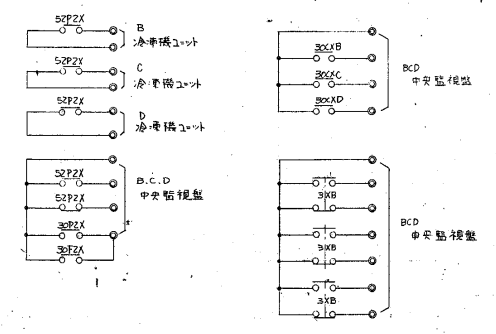 52P2X
B
冷凍機ユニット
52P2X
C
冷凍機ユニット
52P2X
D
冷凍機ユニット
52P2X
52P2X
30P2X
30F2X
B.C.D
中央監視盤
30CXB
30CXC
30CXD
BCD
中央監視盤
3XB
3XB
3XB
BCD
中央監視盤